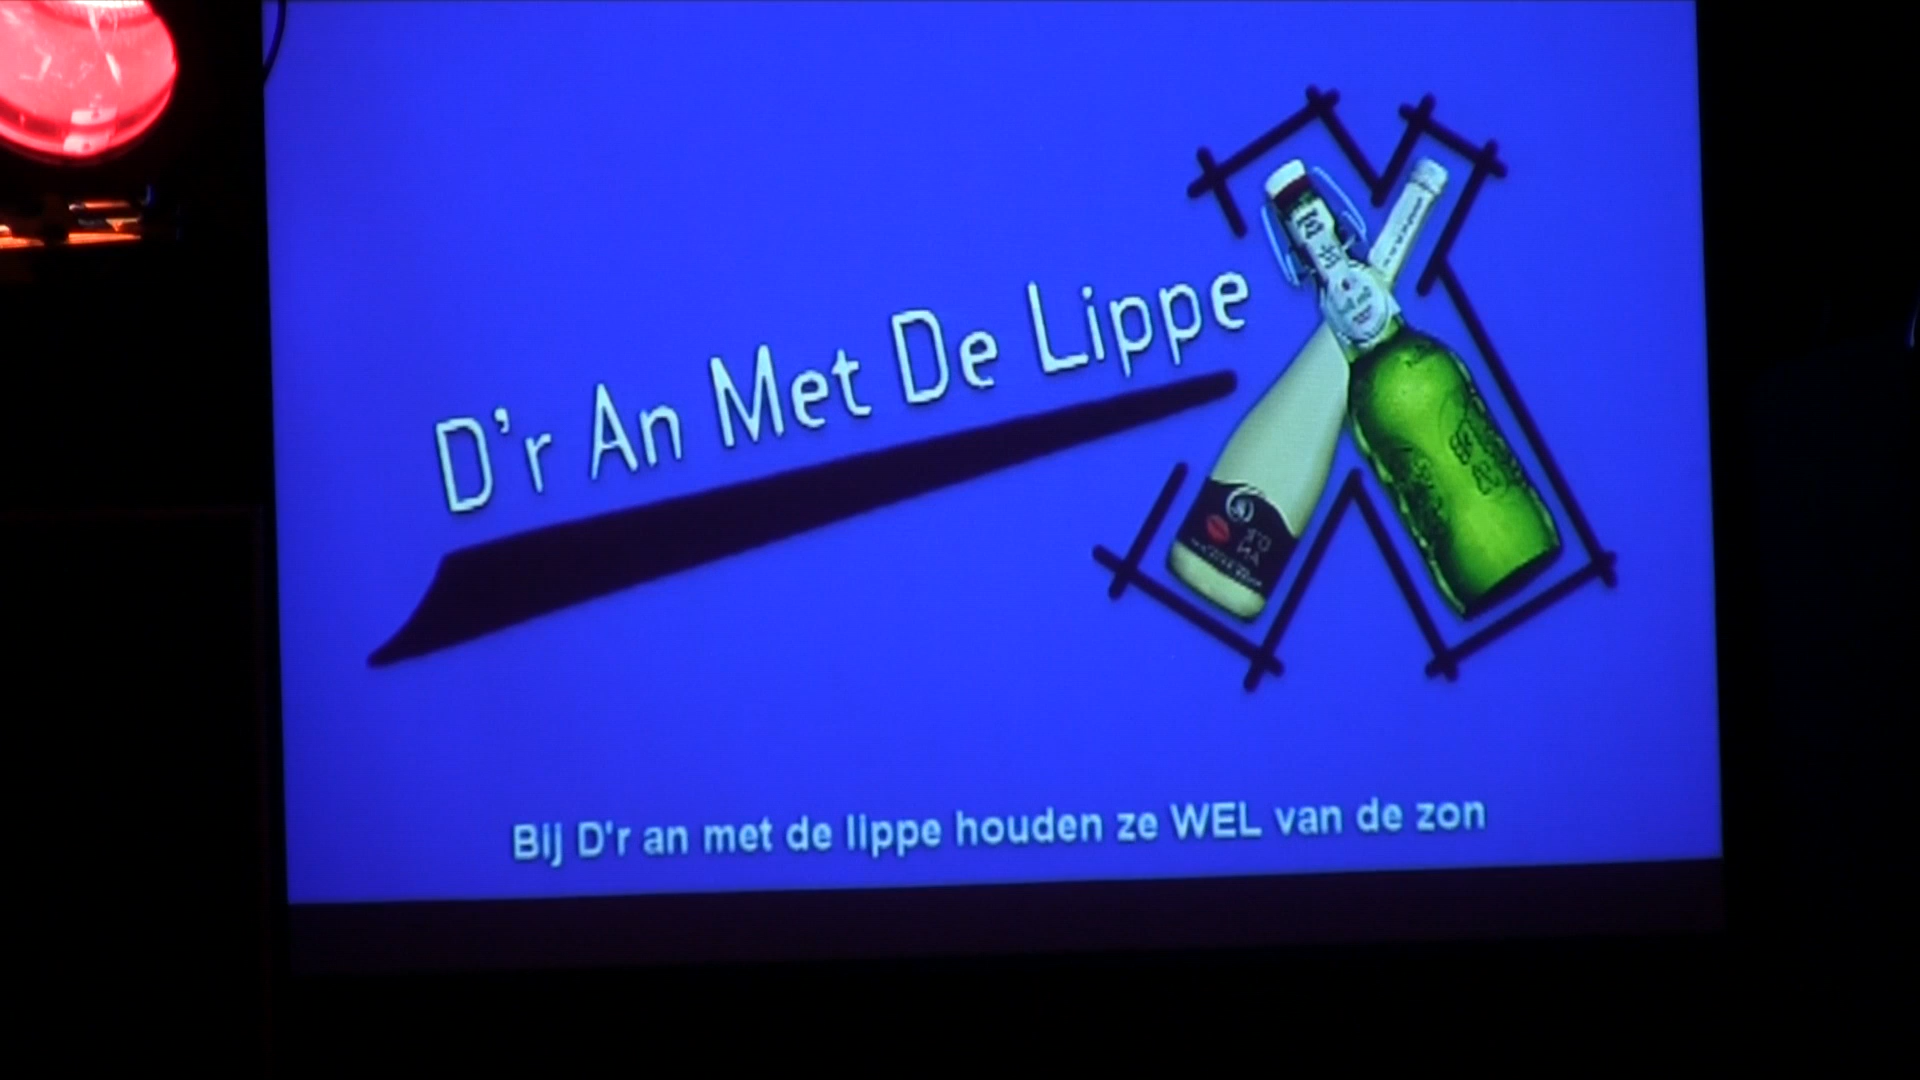 D'r An Met De Lippe
Bij D'r an met de lippe houden ze WEL van de zon